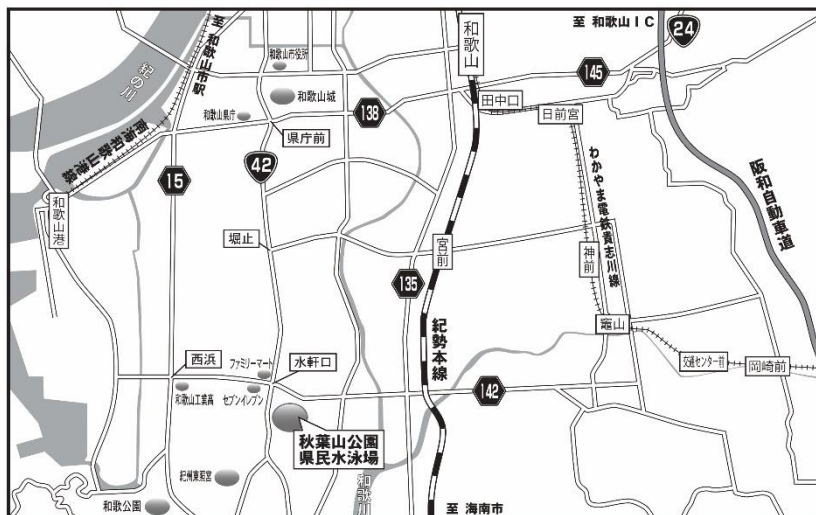 至 和歌山市駅
至 和歌山IC
24
紀の川
和歌山市役所
和歌山
145
和歌山城
田中口
日前宮
和歌山県庁
138
県庁前
南海和歌山港線
15
42
わかやま電鉄貴志川線
阪和自動車道
和歌山港
堀止
宮前
神前
135
竈山
紀勢本線
西浜
ファミリーマート
水軒口
交通センター前
岡崎前
和歌山工業高
セブンイレブン
142
秋葉山公園
県民水泳場
紀州東照宮
和歌公園
和歌川
至 海南市